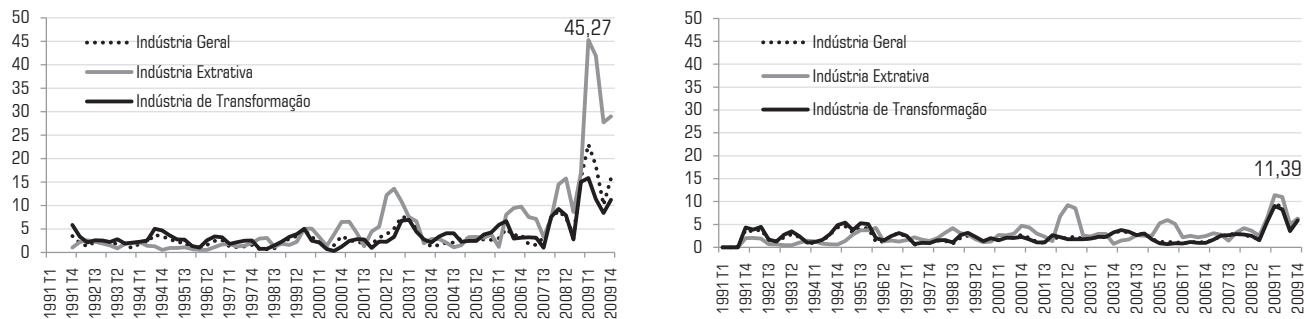 50
45
40
35
30
25
20
15
10
5
0
45,27
Indústria Geral
Indústria Extrativa
Indústria de Transformação
1991 T1
1991 T4
1992 T3
1993 T2
1994 T1
1994 T4
1995 T3
1996 T2
1997 T1
1997 T4
1998 T3
1999 T2
2000 T1
2000 T4
2001 T3
2002 T2
2003 T1
2003 T4
2004 T3
2005 T2
2006 T1
2006 T4
2007 T3
2008 T2
2009 T1
2009 T4
50
45
40
35
30
25
20
15
10
5
0
11,39
Indústria Geral
Indústria Extrativa
Indústria de Transformação
1991 T1
1991 T4
1992 T3
1993 T2
1994 T1
1994 T4
1995 T3
1996 T2
1997 T1
1997 T4
1998 T3
1999 T2
2000 T1
2000 T4
2001 T3
2002 T2
2003 T1
2003 T4
2004 T3
2005 T2
2006 T1
2006 T4
2007 T3
2008 T2
2009 T1
2009 T4